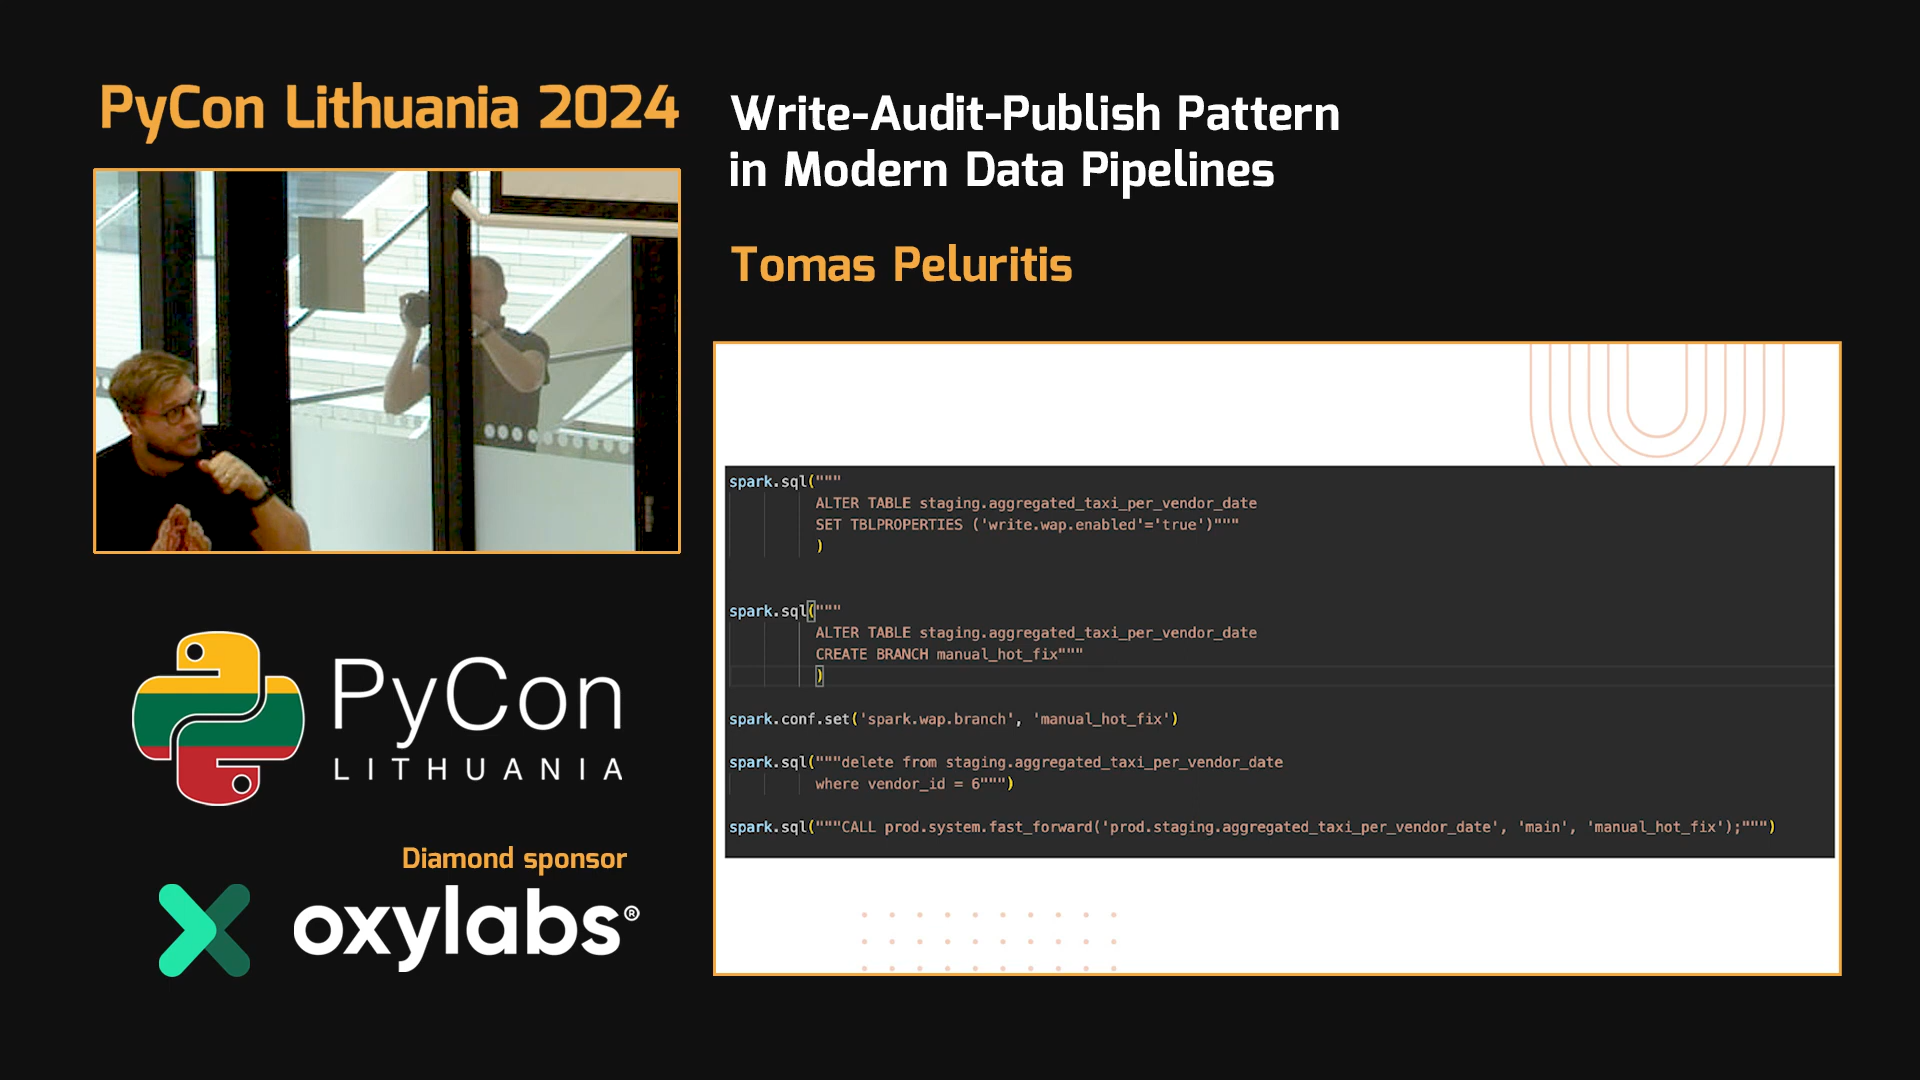 PyCon Lithuania 2024
Write-Audit-Publish Pattern
in Modern Data Pipelines
Tomas Peluritis
spark.sql("""
ALTER TABLE staging.aggregated_taxi_per_vendor_date
SET TBLPROPERTIES ('write.wap.enabled'='true')"""
)
spark.sql("""
ALTER TABLE staging.aggregated_taxi_per_vendor_date
CREATE BRANCH manual_hot_fix"""
)
spark.conf.set('spark.wap.branch', 'manual_hot_fix')
spark.sql("""delete from staging.aggregated_taxi_per_vendor_date
where vendor_id = 6""")
spark.sql("""CALL prod.system.fast_forward('prod.staging.aggregated_taxi_per_vendor_date', 'main', 'manual_hot_fix');""")
PyCon
LITHUANIA
Diamond sponsor
oxylabs®